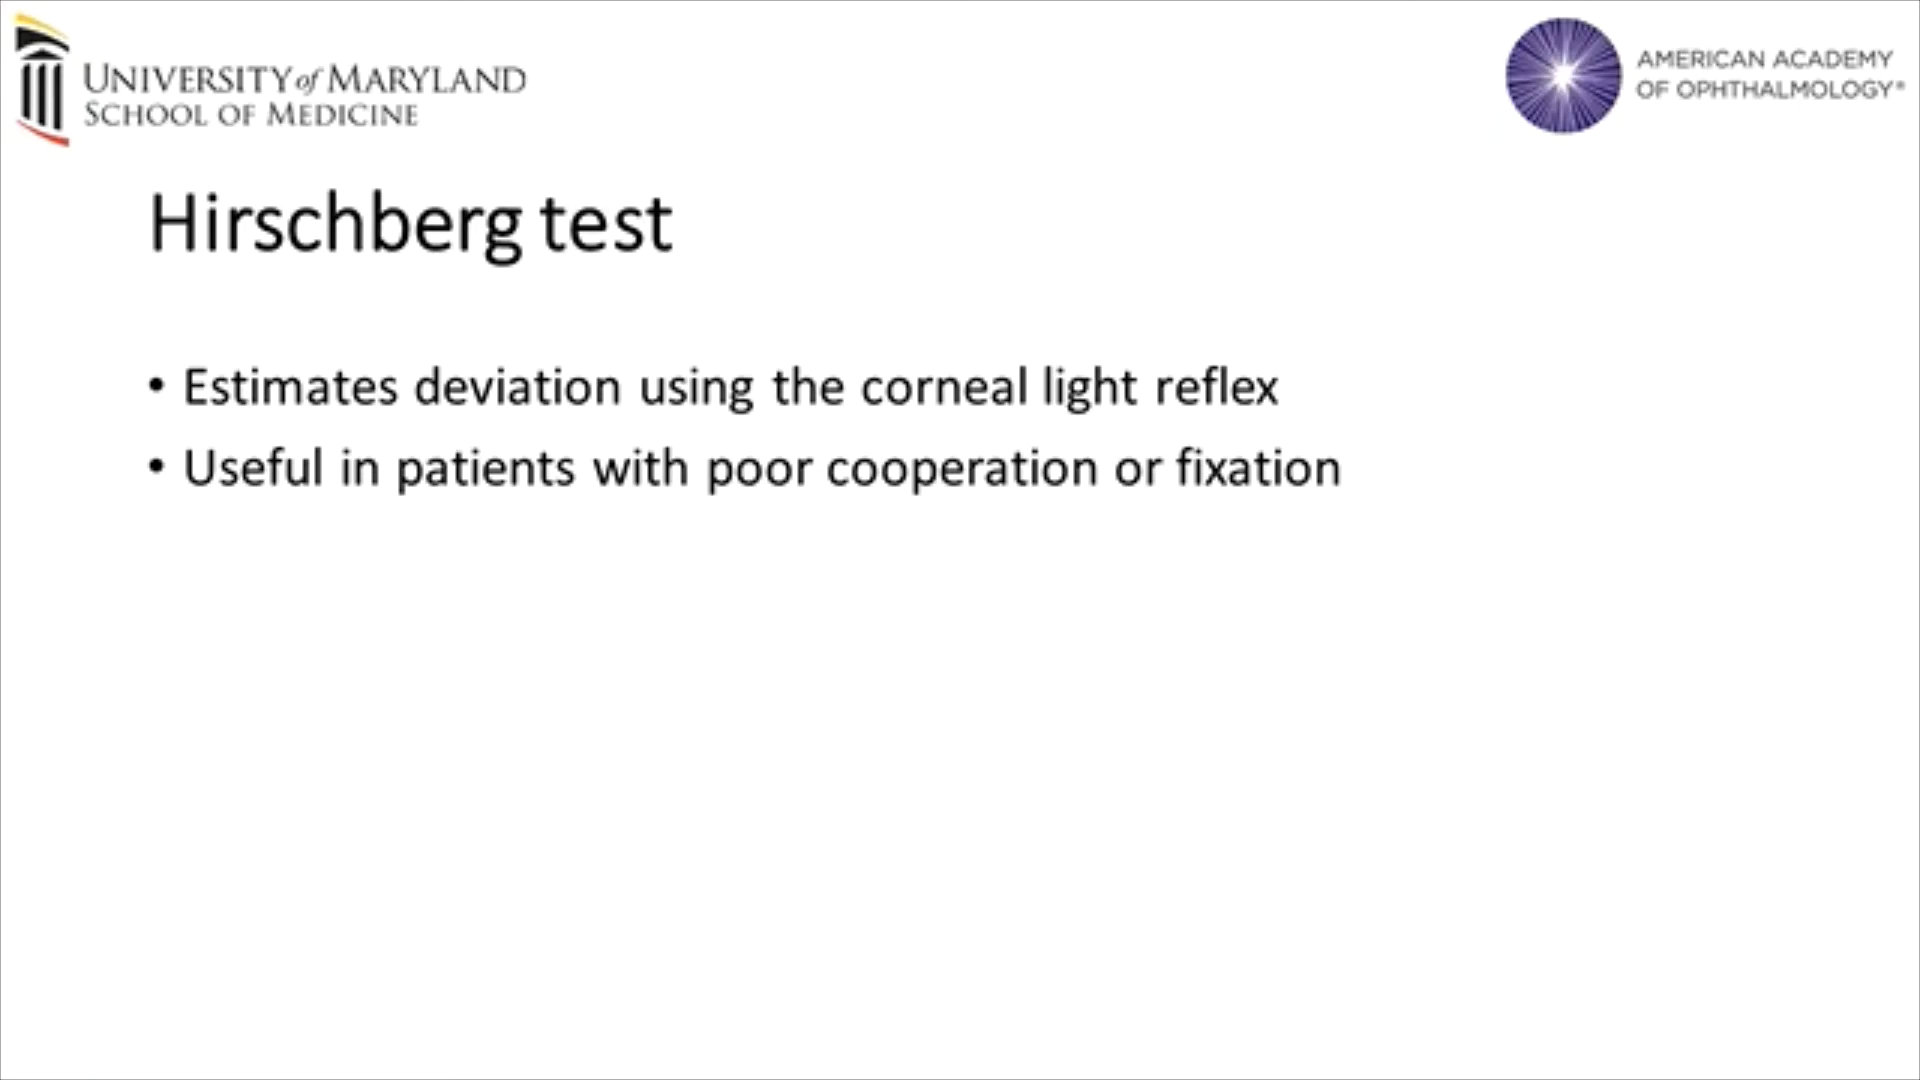 UNIVERSITY of MARYLAND
SCHOOL OF MEDICINE
AMERICAN ACADEMY
OF OPHTHALMOLOGY®
Hirschberg test
• Estimates deviation using the corneal light reflex
• Useful in patients with poor cooperation or fixation